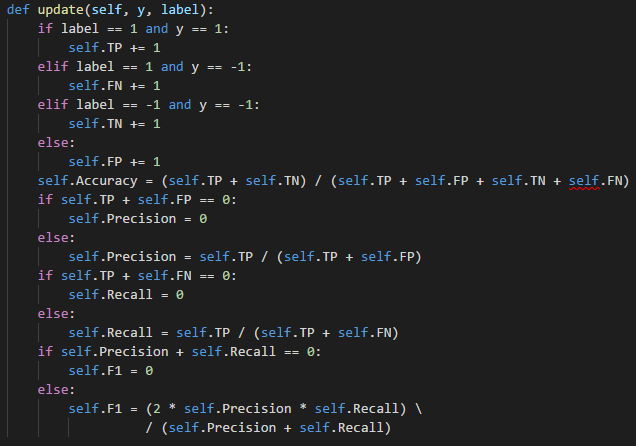 def update(self, y, label):
    if label == 1 and y == 1:
        self.TP += 1
    elif label == 1 and y == -1:
        self.FN += 1
    elif label == -1 and y == -1:
        self.TN += 1
    else:
        self.FP += 1
    self.Accuracy = (self.TP + self.TN) / (self.TP + self.FP + self.TN + self.FN)
    if self.TP + self.FP == 0:
        self.Precision = 0
    else:
        self.Precision = self.TP / (self.TP + self.FP)
    if self.TP + self.FN == 0:
        self.Recall = 0
    else:
        self.Recall = self.TP / (self.TP + self.FN)
    if self.Precision + self.Recall == 0:
        self.F1 = 0
    else:
        self.F1 = (2 * self.Precision * self.Recall) \
                  / (self.Precision + self.Recall)